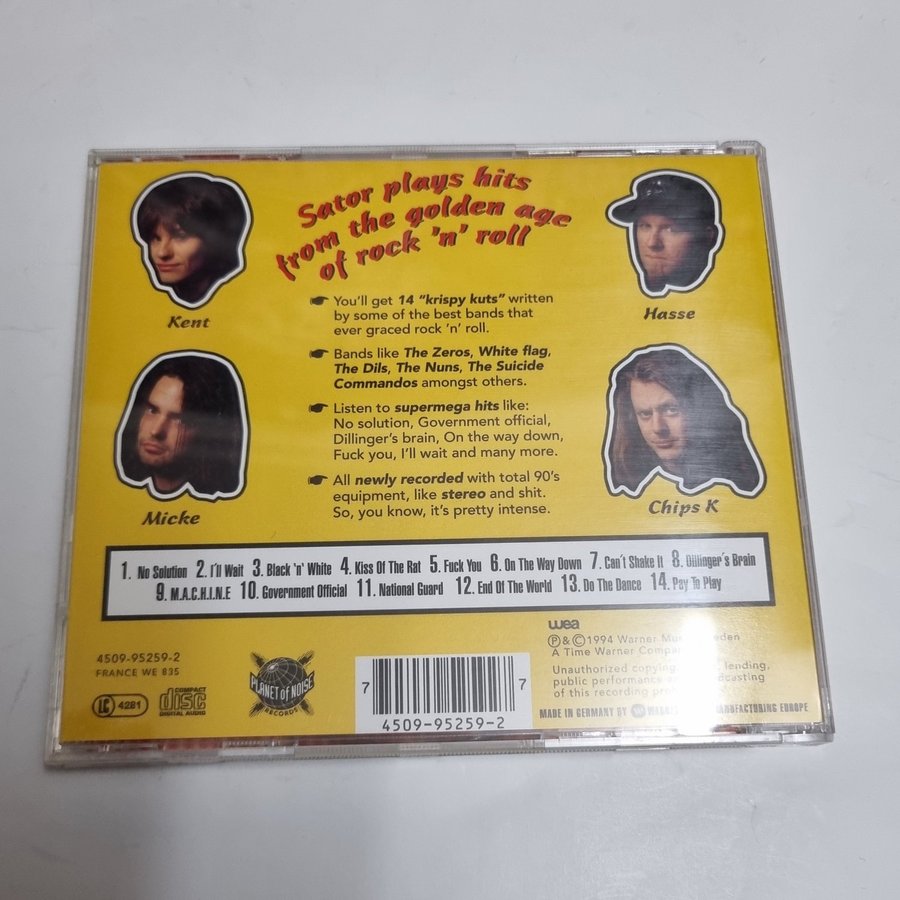 Sator plays hits
from the golden age
of rock 'n' roll
Kent
Hasse
You'll get 14 "krispy kuts" written
by some of the best bands that
ever graced rock 'n' roll.
Bands like The Zeros, White flag,
The Dils, The Nuns, The Suicide
Commandos amongst others.
Listen to supermega hits like:
No solution, Government official,
Dillinger's brain, On the way down,
Fuck you, I'll wait and many more.
All newly recorded with total 90's
equipment, like stereo and shit.
So, you know, it's pretty intense.
Micke
Chips K
1. No Solution 2. I'll Wait 3. Black 'n' White 4. Kiss Of The Rat 5. Fuck You 6. On The Way Down 7. Can't Shake It 8. Dillinger's Brain
9. M.A.C.H.I.N.E 10. Government Official 11. National Guard 12. End Of The World 13. Do The Dance 14. Pay To Play
4509-95259-2
FRANCE WE 835
LC 4281
COMPACT
disc
DIGITAL AUDIO
PLANET OF NOISE
RECORDS
7 7
4509-95259-2
wea
Ⓟ&Ⓒ1994 Warner
A Time Warner
Unauthorized copying, lending,
public performance
of this recording
MADE IN GERMANY BY MANUFACTURING EUROPE